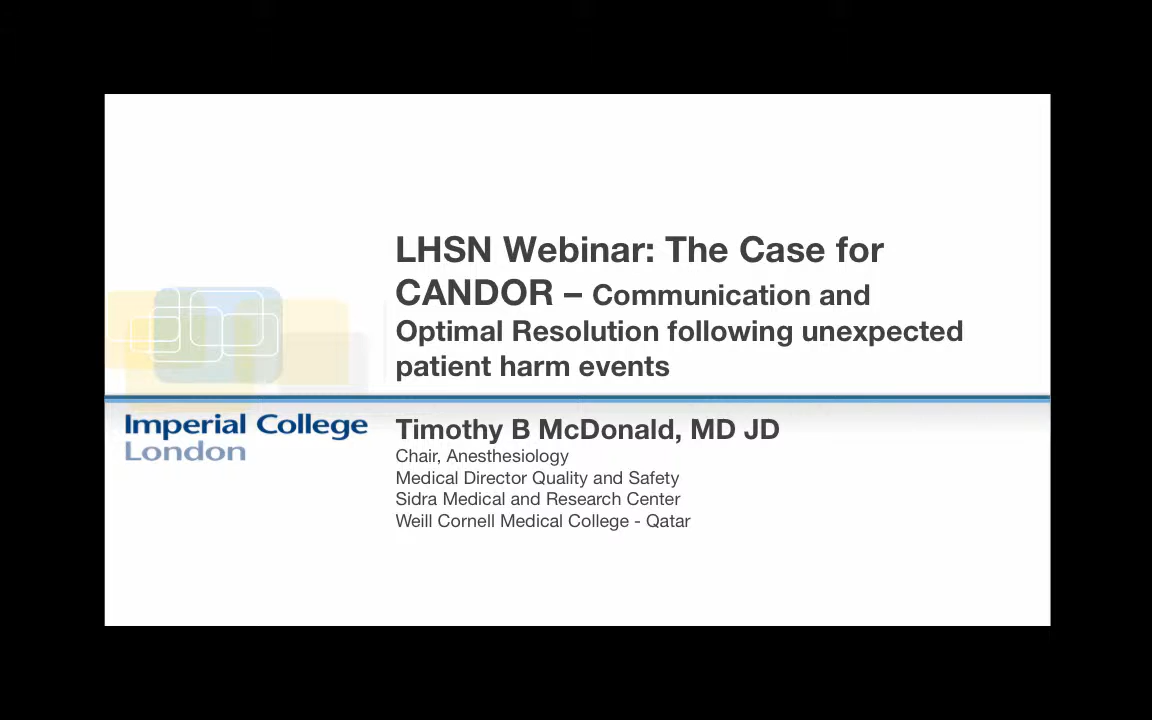 LHSN Webinar: The Case for
CANDOR – Communication and
Optimal Resolution following unexpected
patient harm events
Imperial College
London
Timothy B McDonald, MD JD
Chair, Anesthesiology
Medical Director Quality and Safety
Sidra Medical and Research Center
Weill Cornell Medical College - Qatar